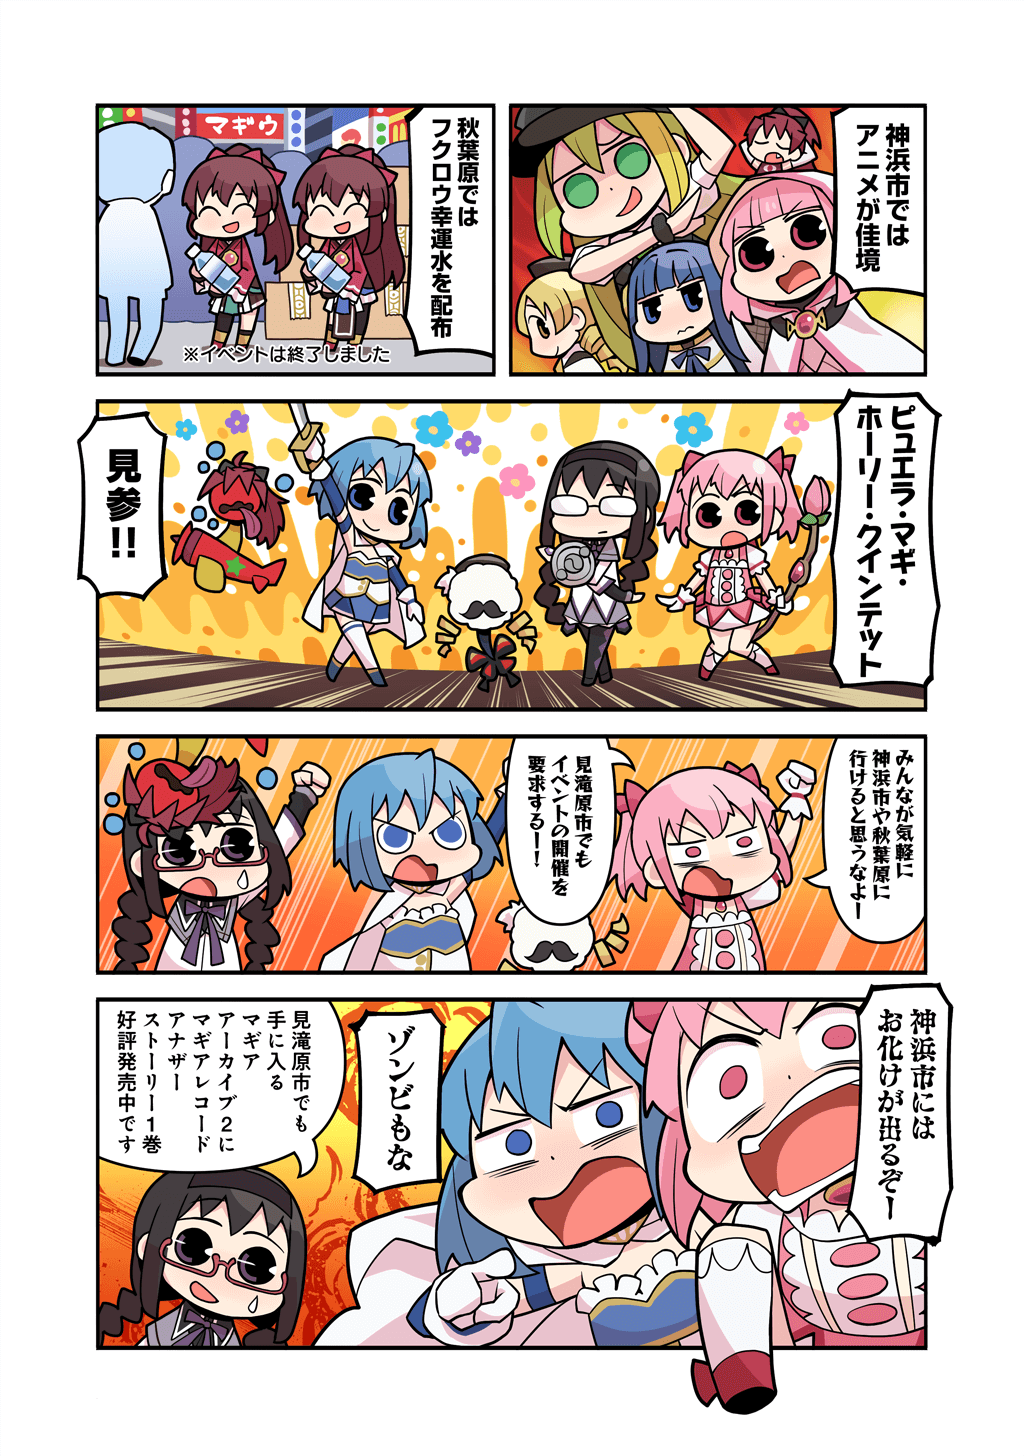 神浜市では
アニメが佳境
秋葉原では
フクロウ幸運水を配布
マギウ
ス
※イベントは終了しました
ピュエラ・マギ・
ホーリー・クインテット
見参!!
みんなが気軽に
神浜市や秋葉原に
行けると思うなよー
見滝原市でも
イベントの開催を
要求するー!
神浜市には
お化けが出るぞー
ゾンビもな
見滝原市でも
手に入る
マギア
アーカイブ2に
マギアレコード
アナザー
ストーリー1巻
好評発売中です